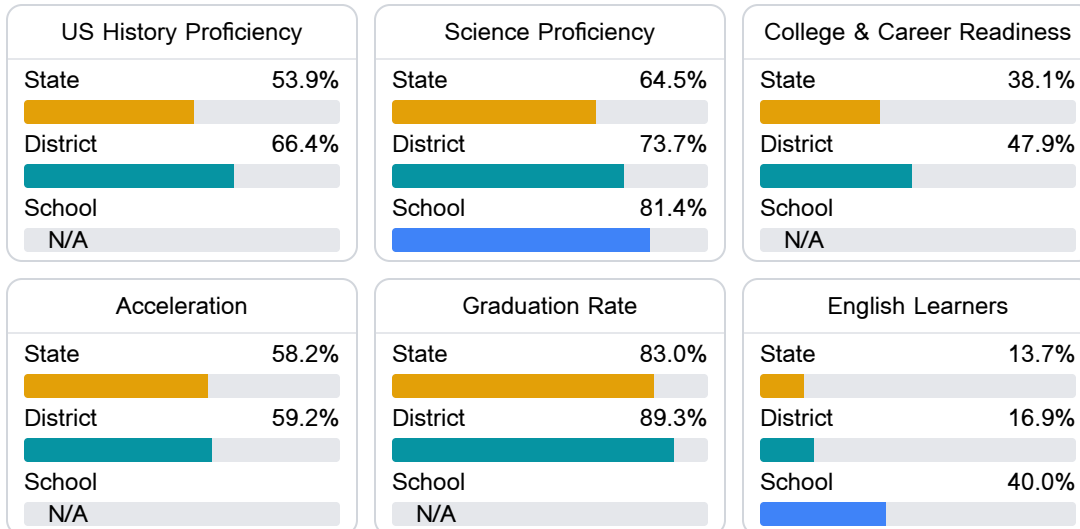 US History Proficiency
State 53.9%
District 66.4%
School
N/A
Science Proficiency
State 64.5%
District 73.7%
School 81.4%
College & Career Readiness
State 38.1%
District 47.9%
School
N/A
Acceleration
State 58.2%
District 59.2%
School
N/A
Graduation Rate
State 83.0%
District 89.3%
School
N/A
English Learners
State 13.7%
District 16.9%
School 40.0%